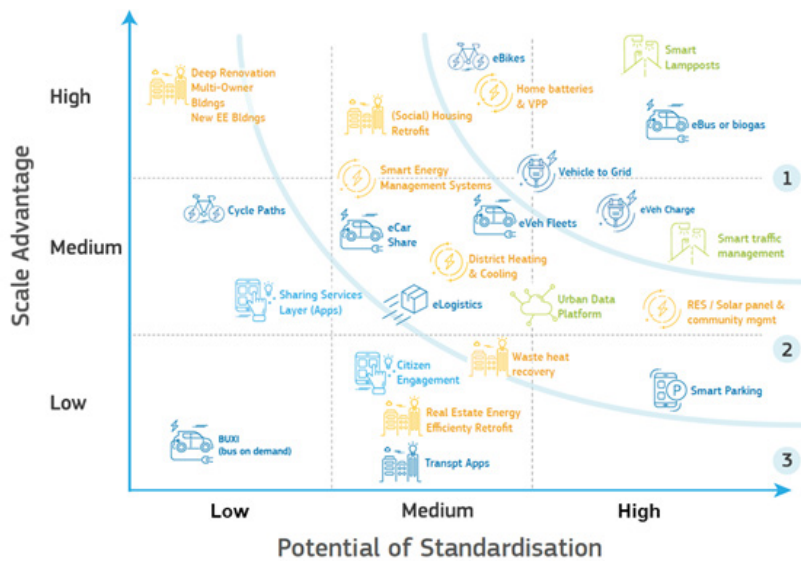 Scale Advantage
High
Medium
Low
Deep Renovation
Multi-Owner
Bldngs
New EE Bldngs
eBikes
Home batteries
& VPP
(Social) Housing
Retrofit
Smart
Lampposts
eBus or biogas
Smart Energy
Management Systems
Vehicle to Grid
1
Cycle Paths
eCar
Share
eVeh Fleets
eVeh Charge
Smart traffic
management
District Heating
& Cooling
Sharing Services
Layer (Apps)
eLogistics
Urban Data
Platform
RES / Solar panel &
community mgmt
2
Citizen
Engagement
Waste heat
recovery
P
Smart Parking
Real Estate Energy
Efficienty Retrofit
BUXI
(bus on demand)
Transpt Apps
3
Low
Medium
High
Potential of Standardisation